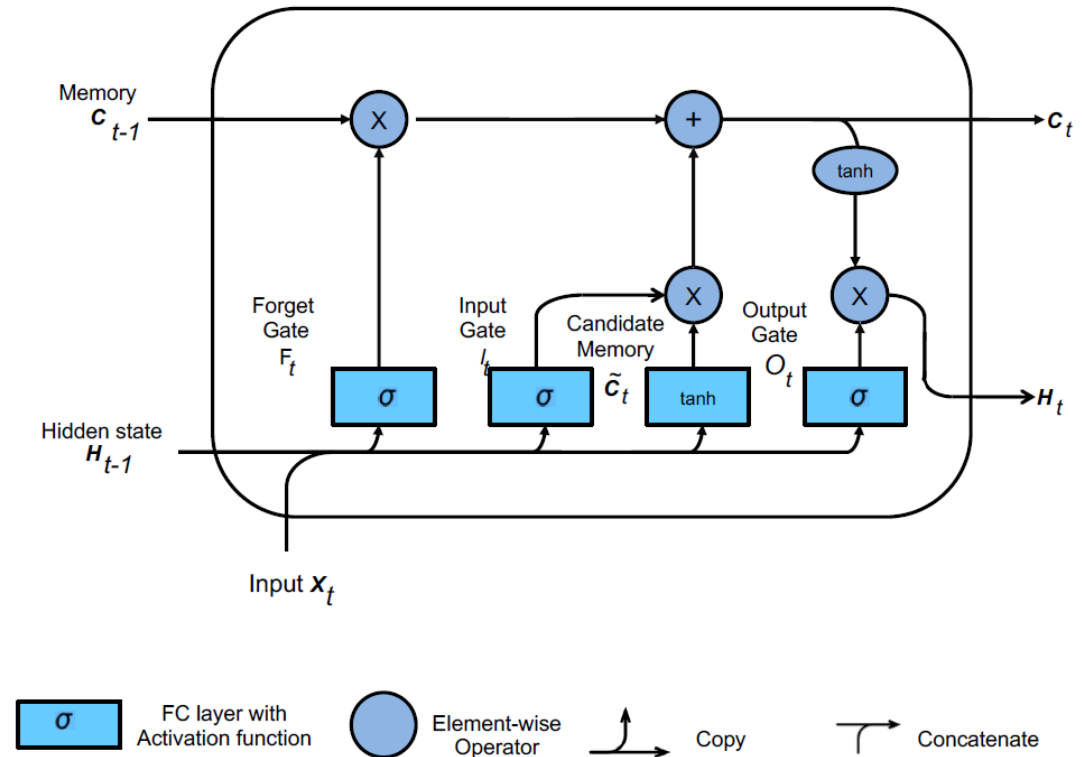 Memory
C t-1
X
+
C t
tanh
Forget
Gate
F t
Input
Gate
I t
X
Candidate
Memory
C̃ t
Output
Gate
O t
X
σ
σ
tanh
σ
H t
Hidden state
H t-1
Input X t
σ
FC layer with
Activation function
Element-wise
Operator
Copy
Concatenate